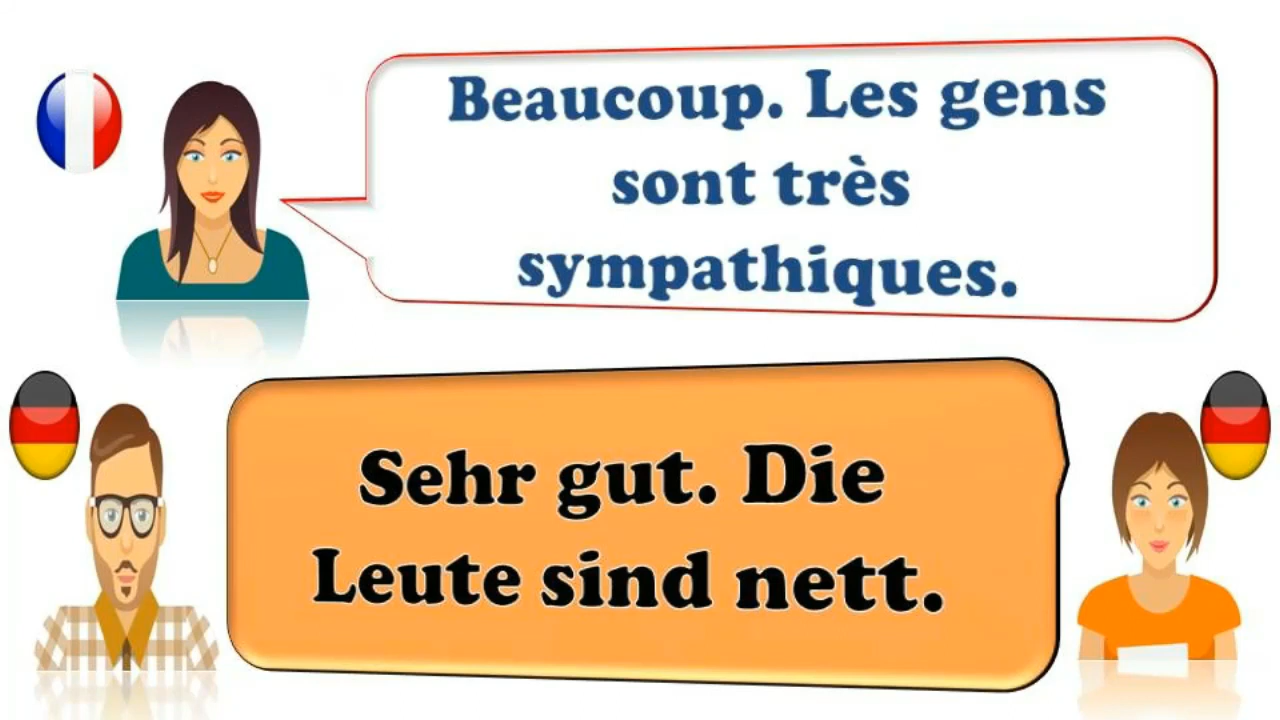 Beaucoup. Les gens
sont très
sympathiques.
Sehr gut. Die
Leute sind nett.